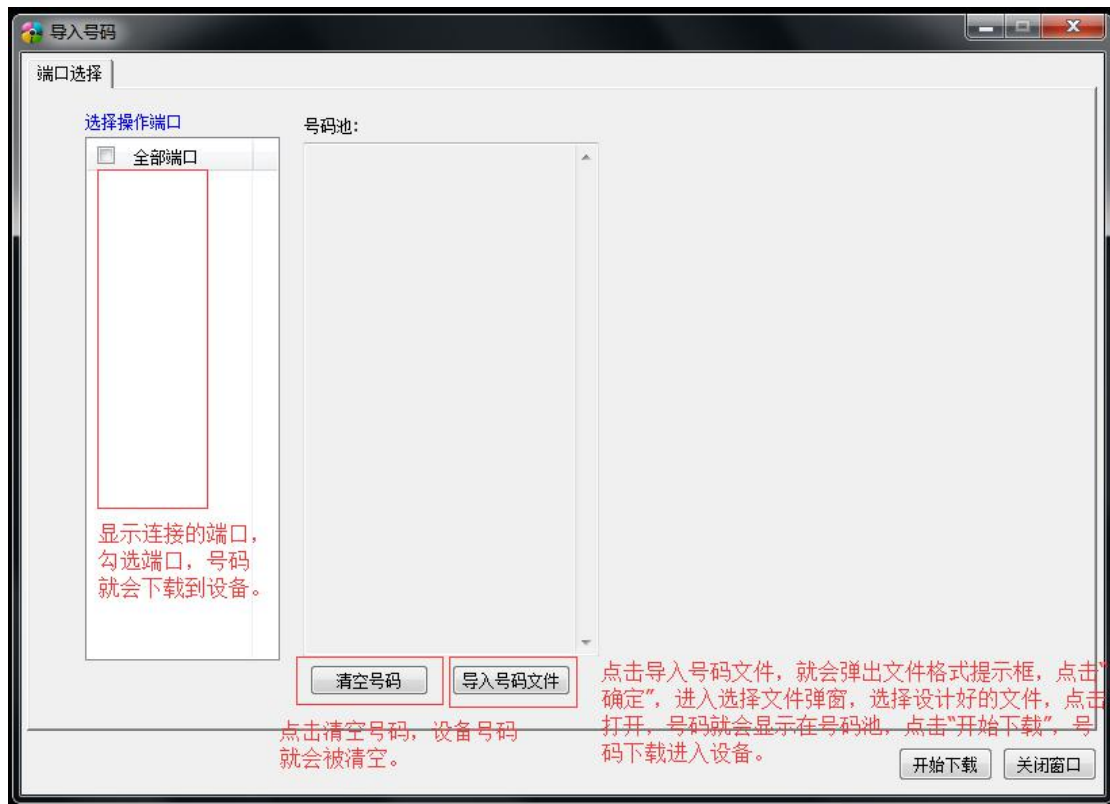 导入号码
端口选择
选择操作端口
号码池:
全部端口
显示连接的端口，
勾选端口，号码
就会下载到设备。
清空号码
导入号码文件
点击清空号码，设备号码
就会被清空。
点击导入号码文件，就会弹出文件格式提示框，点击“
确定”，进入选择文件弹窗，选择设计好的文件，点击
打开，号码就会显示在号码池，点击“开始下载”，号
码下载进入设备。
开始下载
关闭窗口